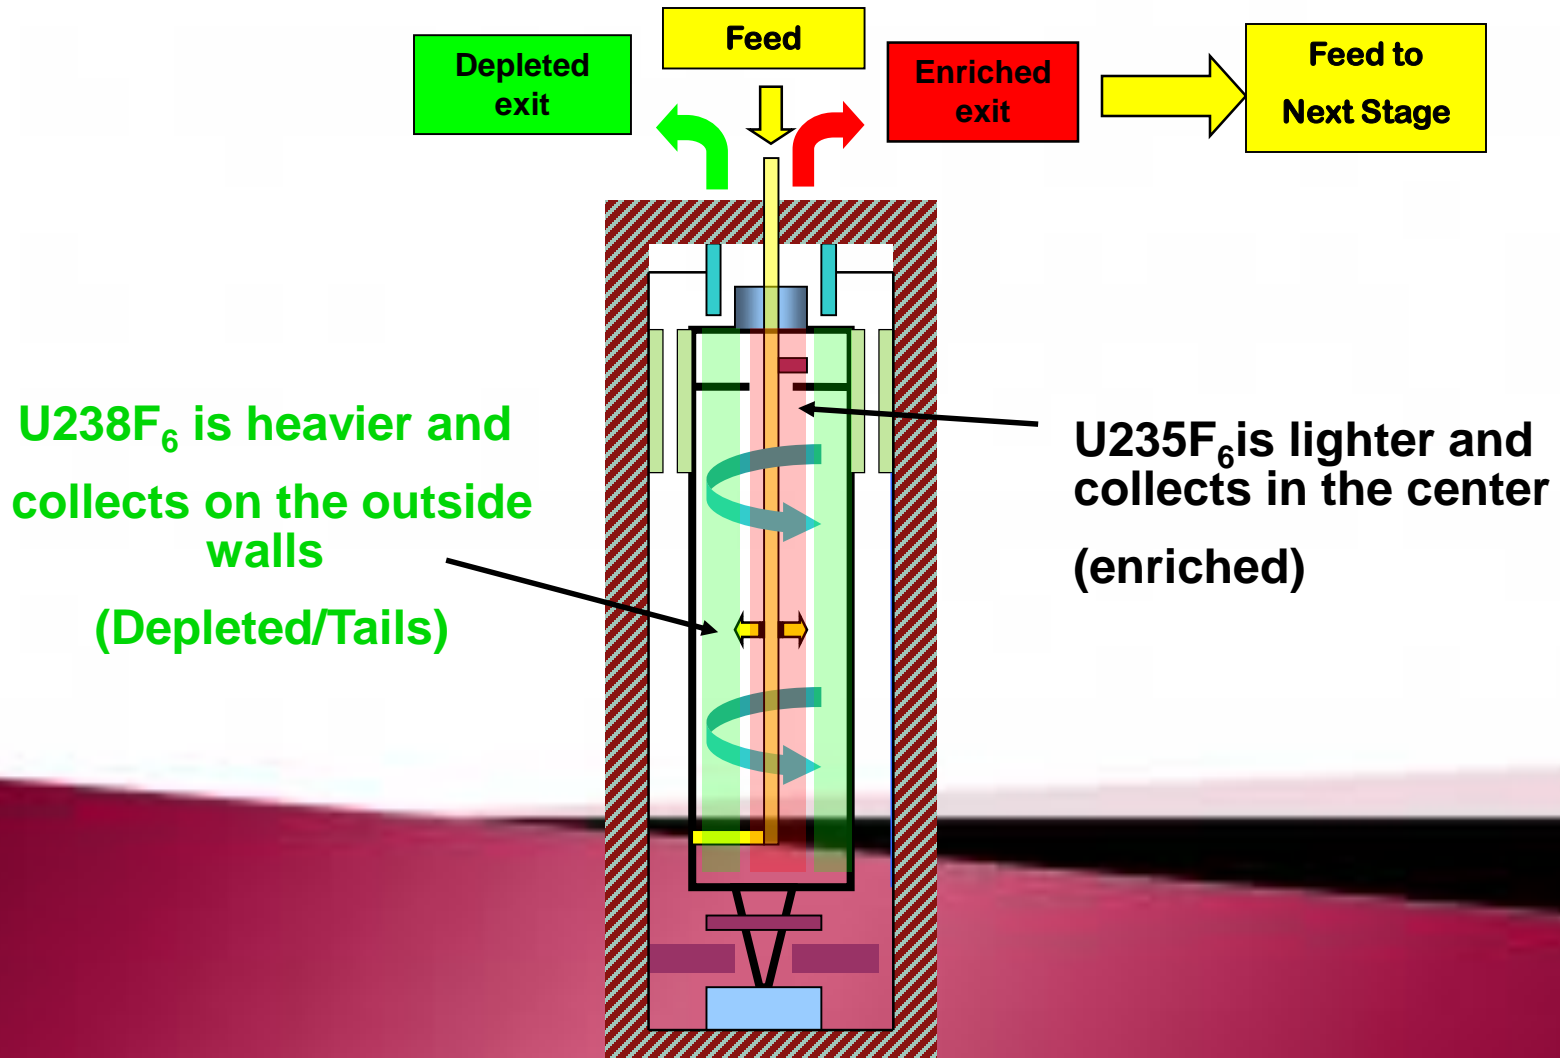 Feed
Depleted
exit
Enriched
exit
Feed to
Next Stage
U238F₆ is heavier and
collects on the outside
walls
(Depleted/Tails)
U235F₆is lighter and
collects in the center
(enriched)